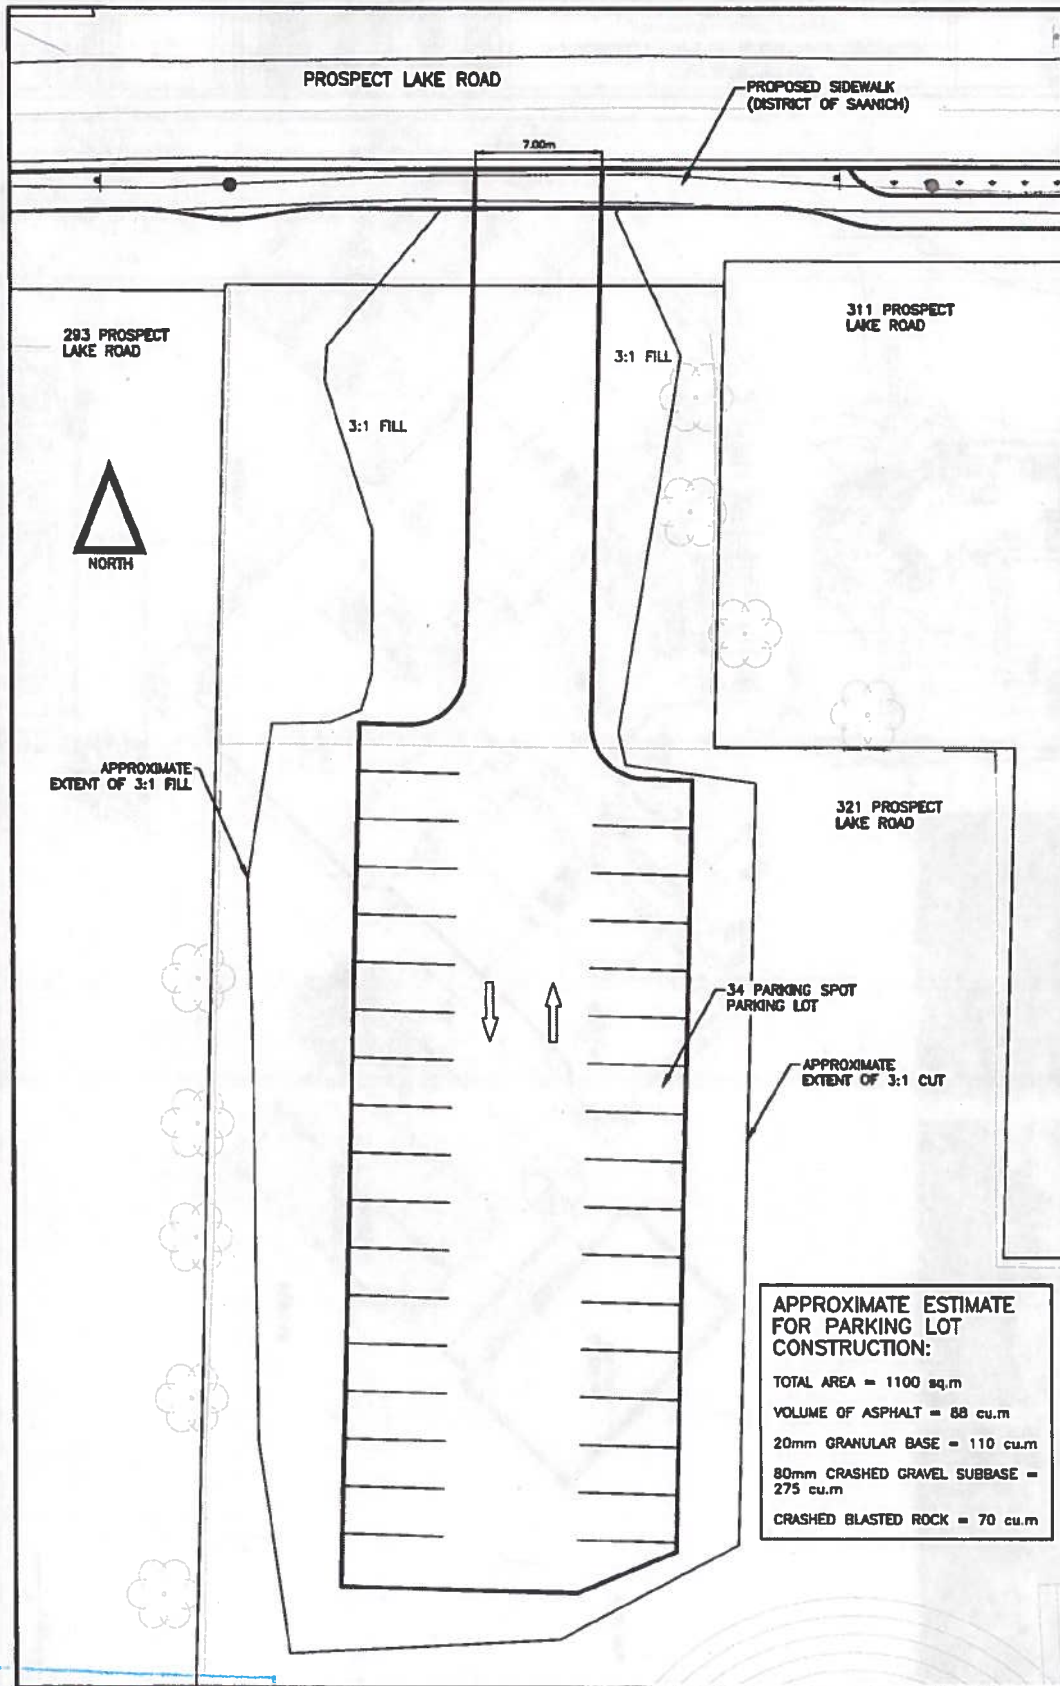 PROSPECT LAKE ROAD
PROPOSED SIDEWALK
(DISTRICT OF SAANICH)
7.00m
293 PROSPECT
LAKE ROAD
311 PROSPECT
LAKE ROAD
3:1 FILL
3:1 FILL
NORTH
APPROXIMATE
EXTENT OF 3:1 FILL
321 PROSPECT
LAKE ROAD
34 PARKING SPOT
PARKING LOT
APPROXIMATE
EXTENT OF 3:1 CUT
APPROXIMATE ESTIMATE
FOR PARKING LOT
CONSTRUCTION:
TOTAL AREA = 1100 sq.m
VOLUME OF ASPHALT = 88 cu.m
20mm GRANULAR BASE = 110 cu.m
80mm CRASHED GRAVEL SUBBASE =
275 cu.m
CRASHED BLASTED ROCK = 70 cu.m